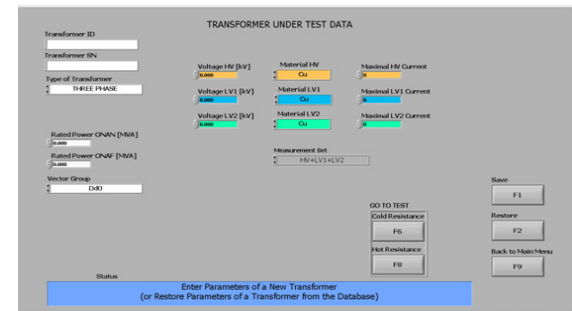 TRANSFORMER UNDER TEST DATA
Transformer ID
Transformer SN
Type of Transformer
THREE PHASE
Voltage HV [kV]
0.000
Material HV
Cu
Maximal HV Current
0
Voltage LV1 [kV]
0.000
Material LV1
Cu
Maximal LV1 Current
0
Voltage LV2 [kV]
0.000
Material LV2
Cu
Maximal LV2 Current
0
Rated Power ONAN [MVA]
0.000
Rated Power ONAF [MVA]
0.000
Measurement Bet
HV+LV1+LV2
Vector Group
Dd0
GO TO TEST
Cold Resistance
F6
Hot Resistance
F8
Save
F1
Restore
F2
Back to Main Menu
F9
Status
Enter Parameters of a New Transformer
(or Restore Parameters of a Transformer from the Database)